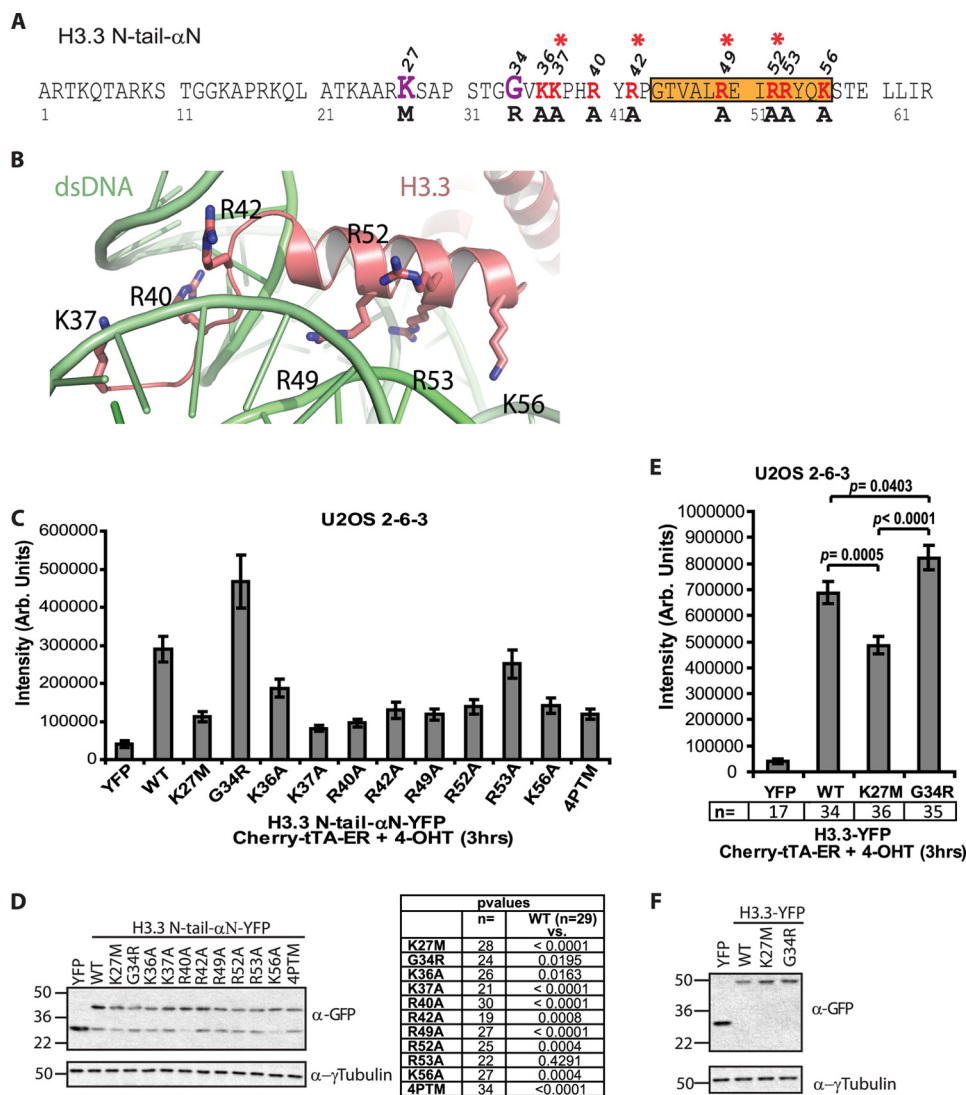 A
H3.3 N-tail-αN
* * * *
27 34 36 37 40 42 49 52 53 56
ARTKQTARKS TGGKAPRKQL ATKAARKSAP STGGVKKPHR YRPGTVALRE IRRYQKSTE LLIR
M R A A A A A A A A
1 11 21 31 41 51 61
B
dsDNA
H3.3
R42
R52
R40
K37
R49
R53
K56
C
U2OS 2-6-3
Intensity (Arb. Units)
600000
500000
400000
300000
200000
100000
0
YFP WT K27M G34R K36A K37A R40A R42A R49A R52A R53A K56A 4PTM
H3.3 N-tail-αN-YFP
Cherry-tTA-ER + 4-OHT (3hrs)
E
U2OS 2-6-3
p= 0.0403
p< 0.0001
p= 0.0005
Intensity (Arb. Units)
1000000
900000
800000
700000
600000
500000
400000
300000
200000
100000
0
YFP WT K27M G34R
n= 17 34 36 35
H3.3-YFP
Cherry-tTA-ER + 4-OHT (3hrs)
D
H3.3 N-tail-αN-YFP
YFP WT K27M G34R K36A K37A R40A R42A R49A R52A R53A K56A 4PTM
50
36
22
α-GFP
50
α-γTubulin
pvalues
n= WT (n=29) vs.
K27M 28 < 0.0001
G34R 24 0.0195
K36A 26 0.0163
K37A 21 < 0.0001
R40A 30 < 0.0001
R42A 19 0.0008
R49A 27 < 0.0001
R52A 25 0.0004
R53A 22 0.4291
K56A 27 0.0004
4PTM 34 <0.0001
F
H3.3-YFP
YFP WT K27M G34R
50
36
22
α-GFP
50
α-γTubulin